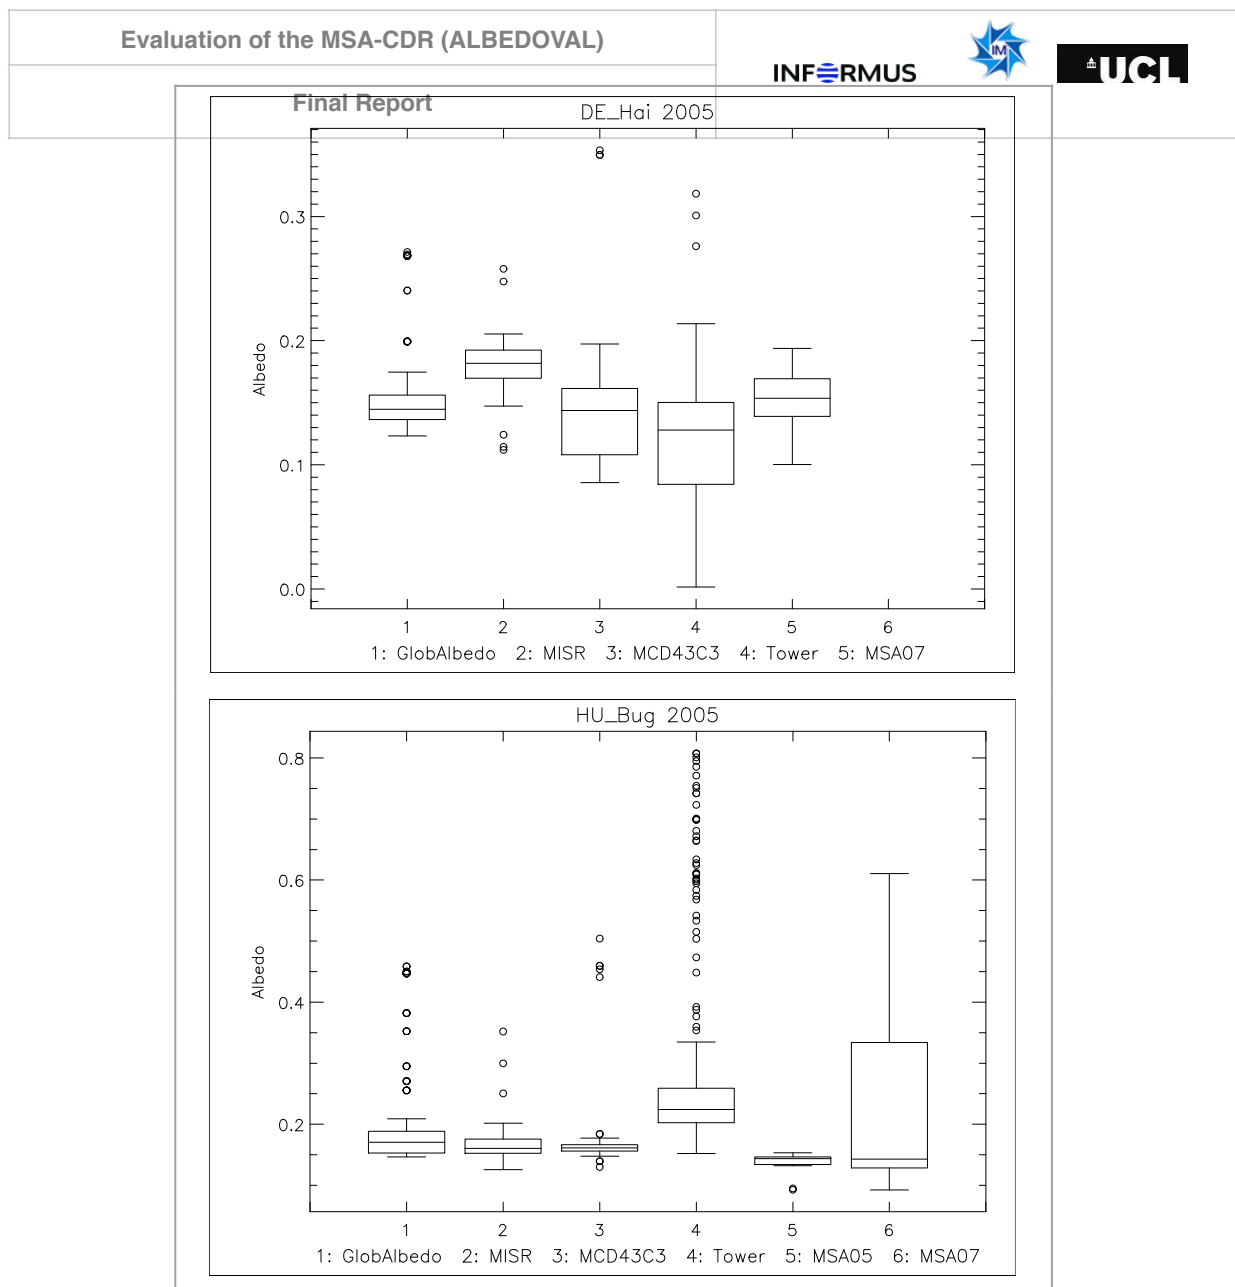 Evaluation of the MSA-CDR (ALBEDOVAL)
INFORMUS
IM
UCL
Final Report
DE_Hai 2005
0.3
0.2
0.1
0.0
Albedo
1 2 3 4 5 6
1: GlobAlbedo 2: MISR 3: MCD43C3 4: Tower 5: MSA07
HU_Bug 2005
0.8
0.6
0.4
0.2
Albedo
1 2 3 4 5 6
1: GlobAlbedo 2: MISR 3: MCD43C3 4: Tower 5: MSA05 6: MSA07